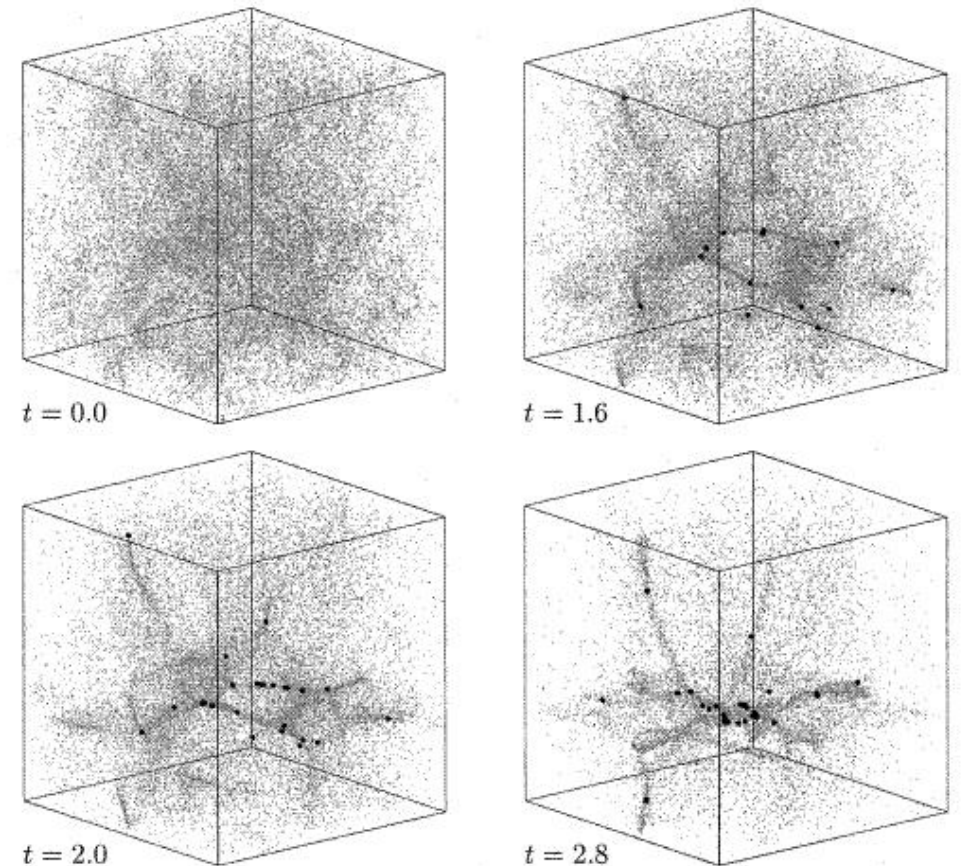 t = 0.0
t = 1.6
t = 2.0
t = 2.8